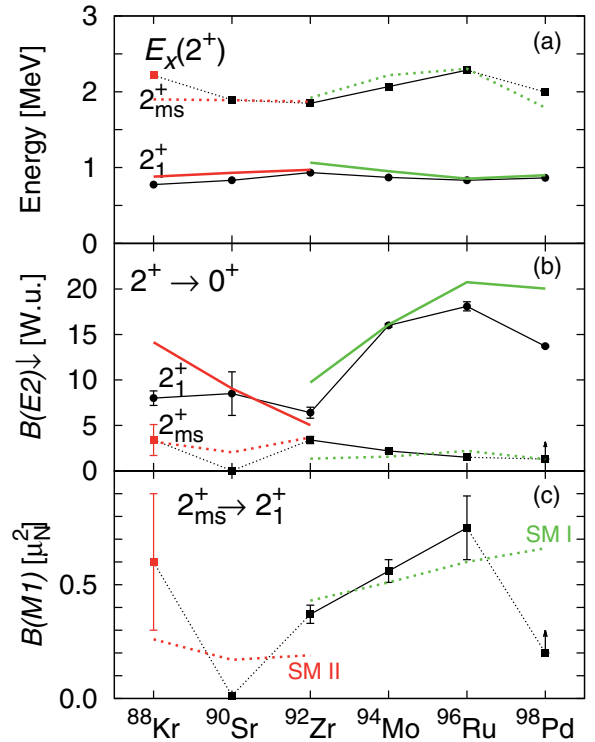 3
E_x(2^+)
(a)
2
2^+_ms
2^+_1
1
0
Energy [MeV]
2^+ → 0^+
(b)
20
15
10
2^+_1
5
2^+_ms
0
B(E2)↓ [W.u.]
2^+_ms → 2^+_1
(c)
SM I
0.5
SM II
0.0
B(M1) [μ^2_N]
^88Kr ^90Sr ^92Zr ^94Mo ^96Ru ^98Pd